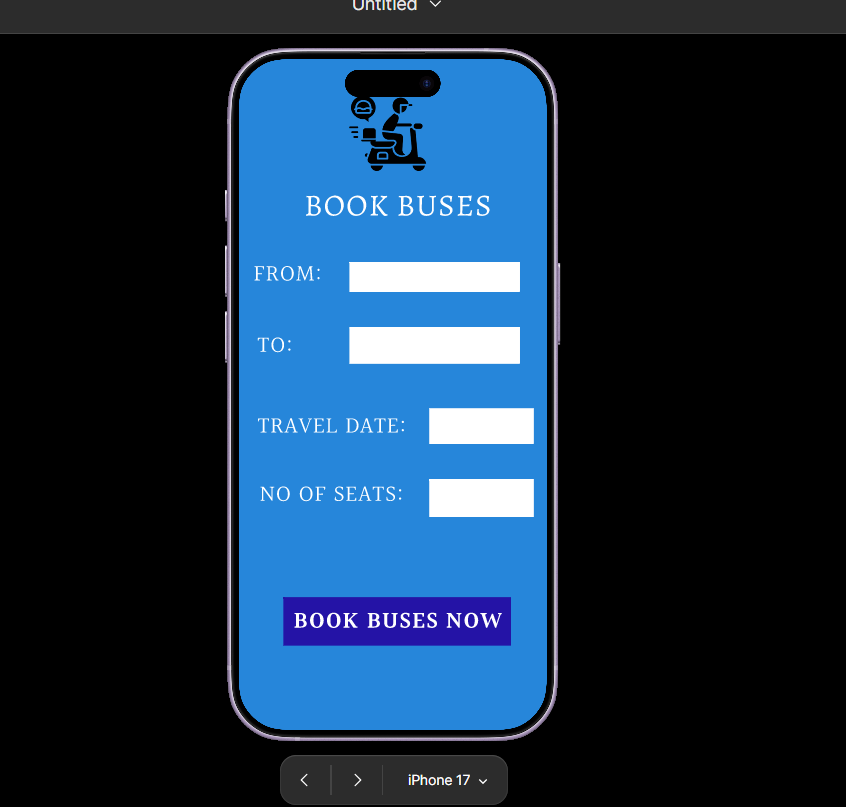 Untitled
BOOK BUSES
FROM:
TO:
TRAVEL DATE:
NO OF SEATS:
BOOK BUSES NOW
iPhone 17